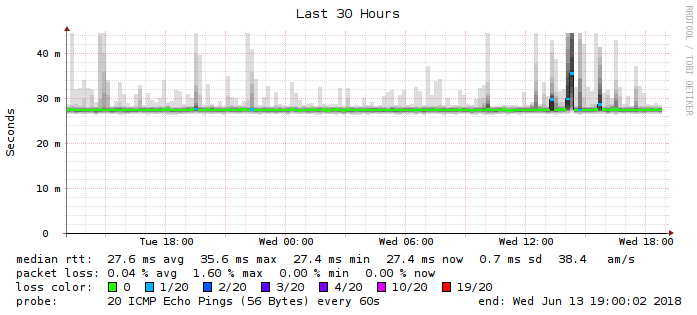 Last 30 Hours
RRDTOOL / TOBI OETIKER
Seconds
40 m
30 m
20 m
10 m
0
Tue 18:00 Wed 00:00 Wed 06:00 Wed 12:00 Wed 18:00
median rtt: 27.6 ms avg 35.6 ms max 27.4 ms min 27.4 ms now 0.7 ms sd 38.4 am/s
packet loss: 0.04 % avg 1.60 % max 0.00 % min 0.00 % now
loss color: 0 1/20 2/20 3/20 4/20 10/20 19/20
probe: 20 ICMP Echo Pings (56 Bytes) every 60s end: Wed Jun 13 19:00:02 2018